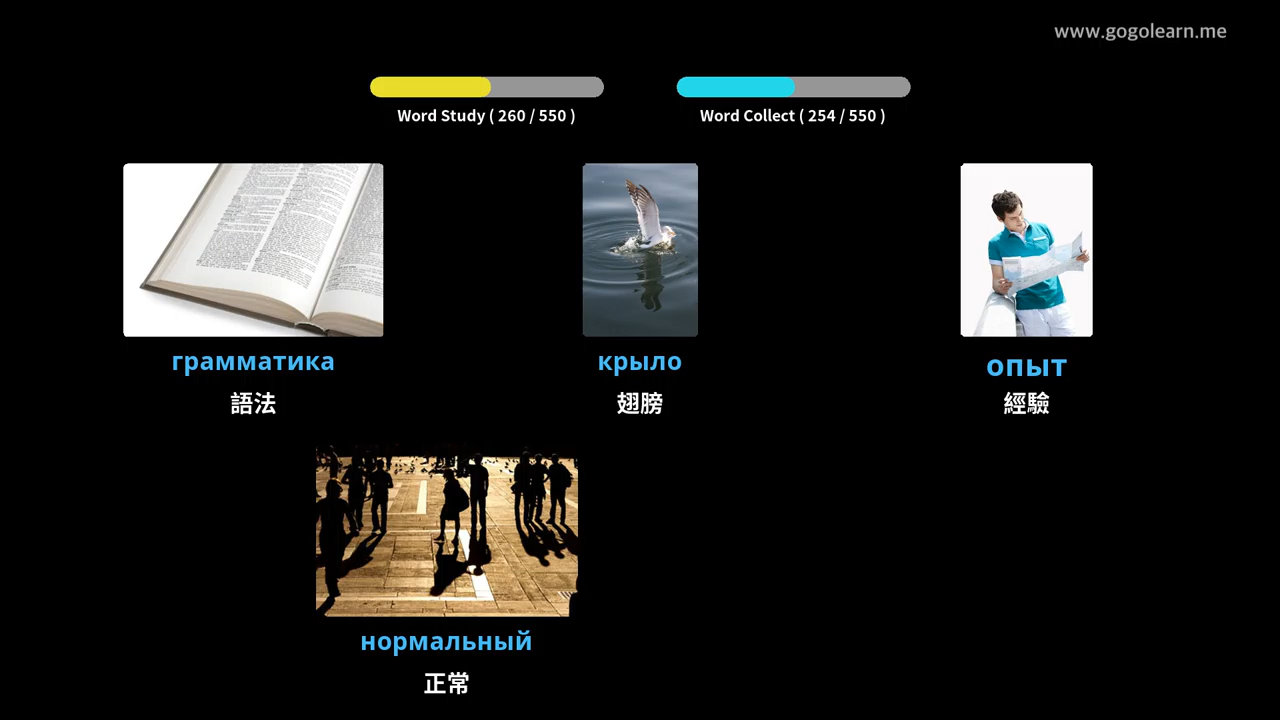 www.gogolearn.me
Word Study ( 260 / 550 )
Word Collect ( 254 / 550 )
грамматика
語法
крыло
翅膀
опыт
經驗
нормальный
正常